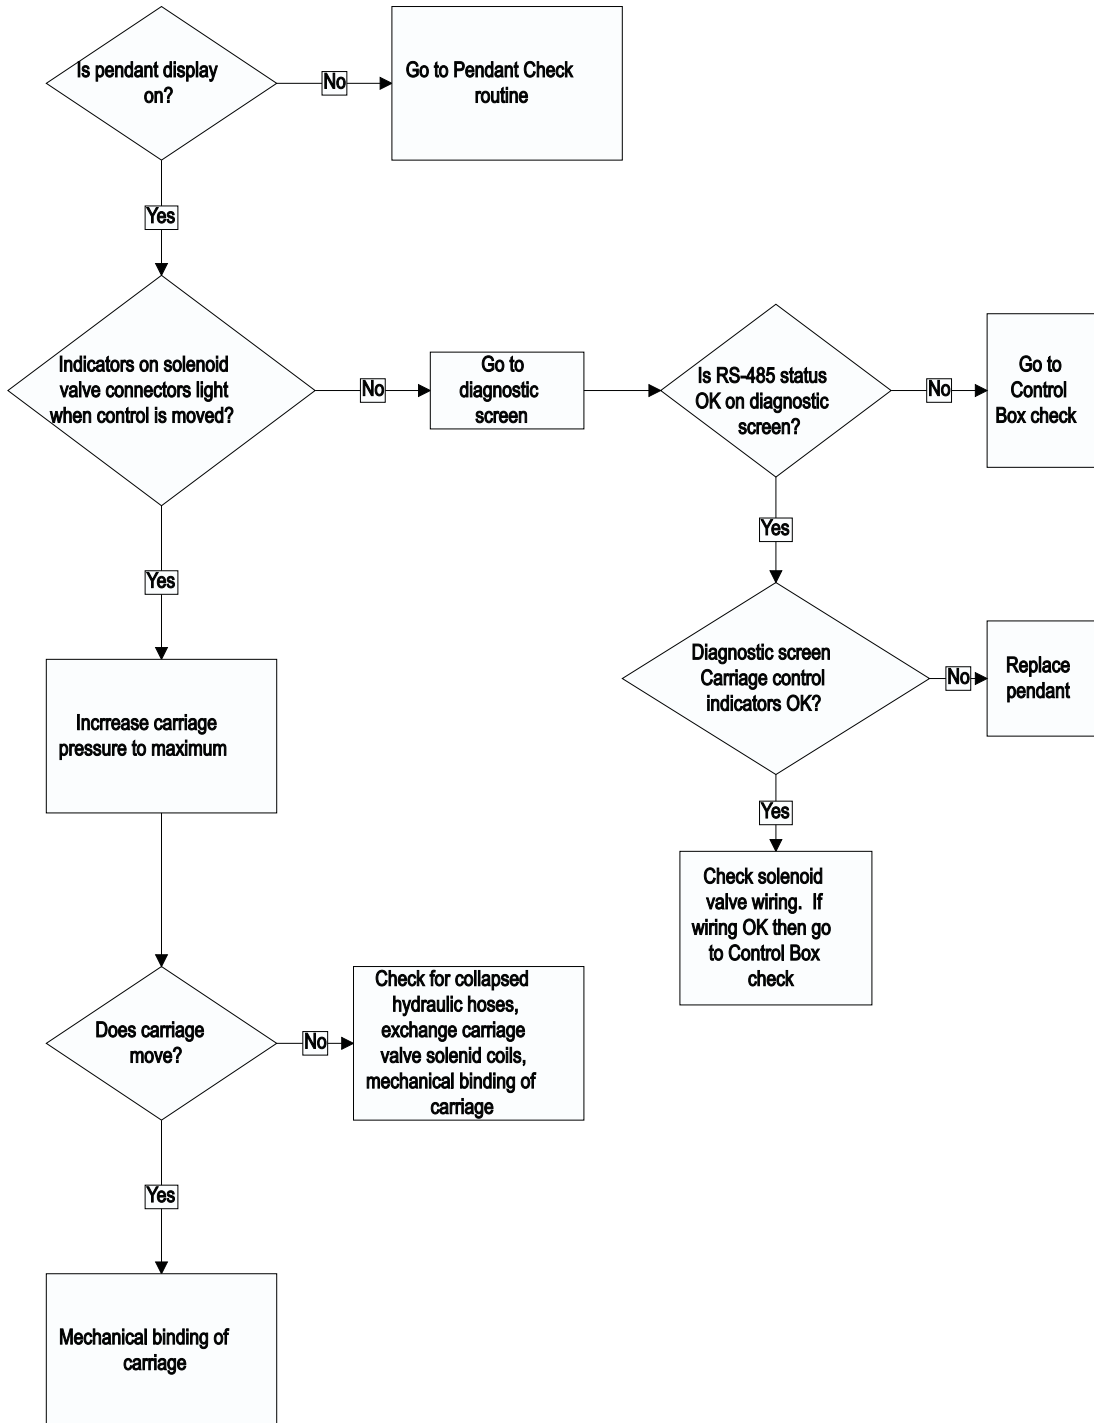 Is pendant display
on?
No
Go to Pendant Check
routine
Yes
Indicators on solenoid
valve connectors light
when control is moved?
No
Go to
diagnostic
screen
Is RS-485 status
OK on diagnostic
screen?
No
Go to
Control
Box check
Yes
Yes
Diagnostic screen
Carriage control
indicators OK?
No
Replace
pendant
Incrrease carriage
pressure to maximum
Yes
Check solenoid
valve wiring.  If
wiring OK then go
to Control Box
check
Does carriage
move?
No
Check for collapsed
hydraulic hoses,
exchange carriage
valve solenid coils,
mechanical binding of
carriage
Yes
Mechanical binding of
carriage